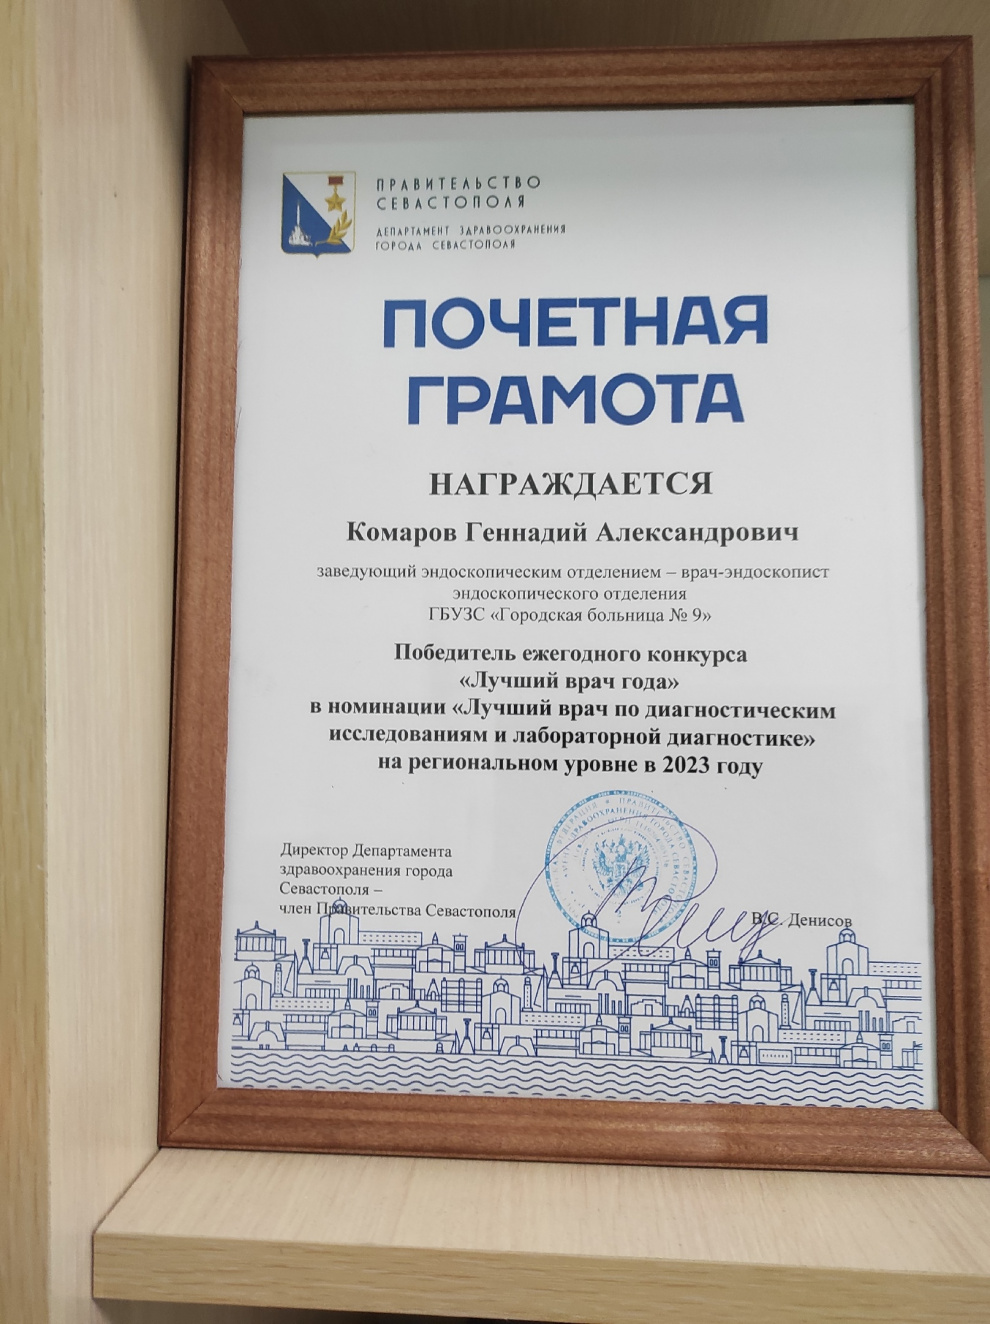 ПРАВИТЕЛЬСТВО
СЕВАСТОПОЛЯ
ДЕПАРТАМЕНТ ЗДРАВООХРАНЕНИЯ
ГОРОДА СЕВАСТОПОЛЯ
ПОЧЕТНАЯ
ГРАМОТА
НАГРАЖДАЕТСЯ
Комаров Геннадий Александрович
заведующий эндоскопическим отделением – врач-эндоскопист
эндоскопического отделения
ГБУЗС «Городская больница № 9»
Победитель ежегодного конкурса
«Лучший врач года»
в номинации «Лучший врач по диагностическим
исследованиям и лабораторной диагностике»
на региональном уровне в 2023 году
Директор Департамента
здравоохранения города
Севастополя –
член Правительства Севастополя
В.С. Денисов